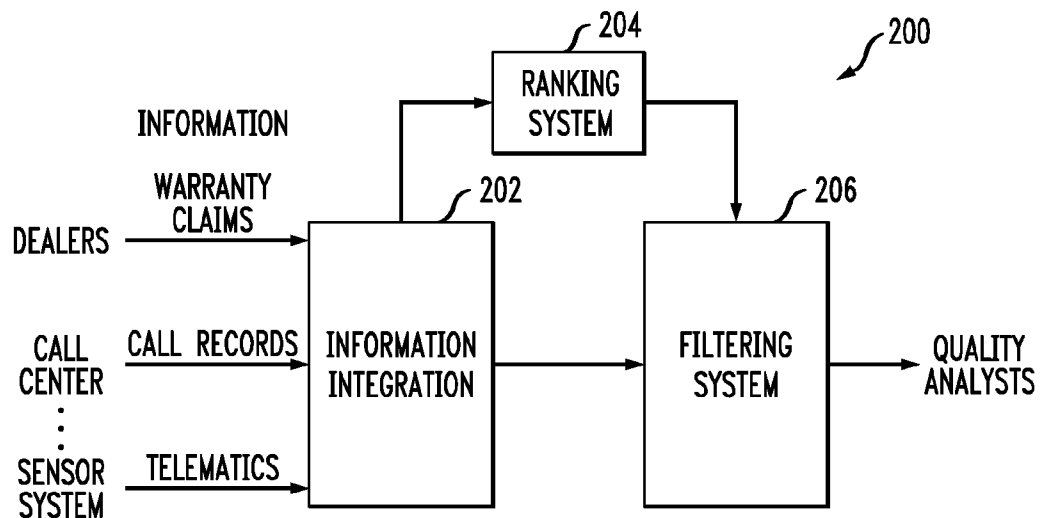 204
200
RANKING
SYSTEM
INFORMATION
WARRANTY
CLAIMS
202
206
DEALERS
CALL
CENTER
CALL RECORDS
INFORMATION
INTEGRATION
FILTERING
SYSTEM
QUALITY
ANALYSTS
SENSOR
SYSTEM
TELEMATICS